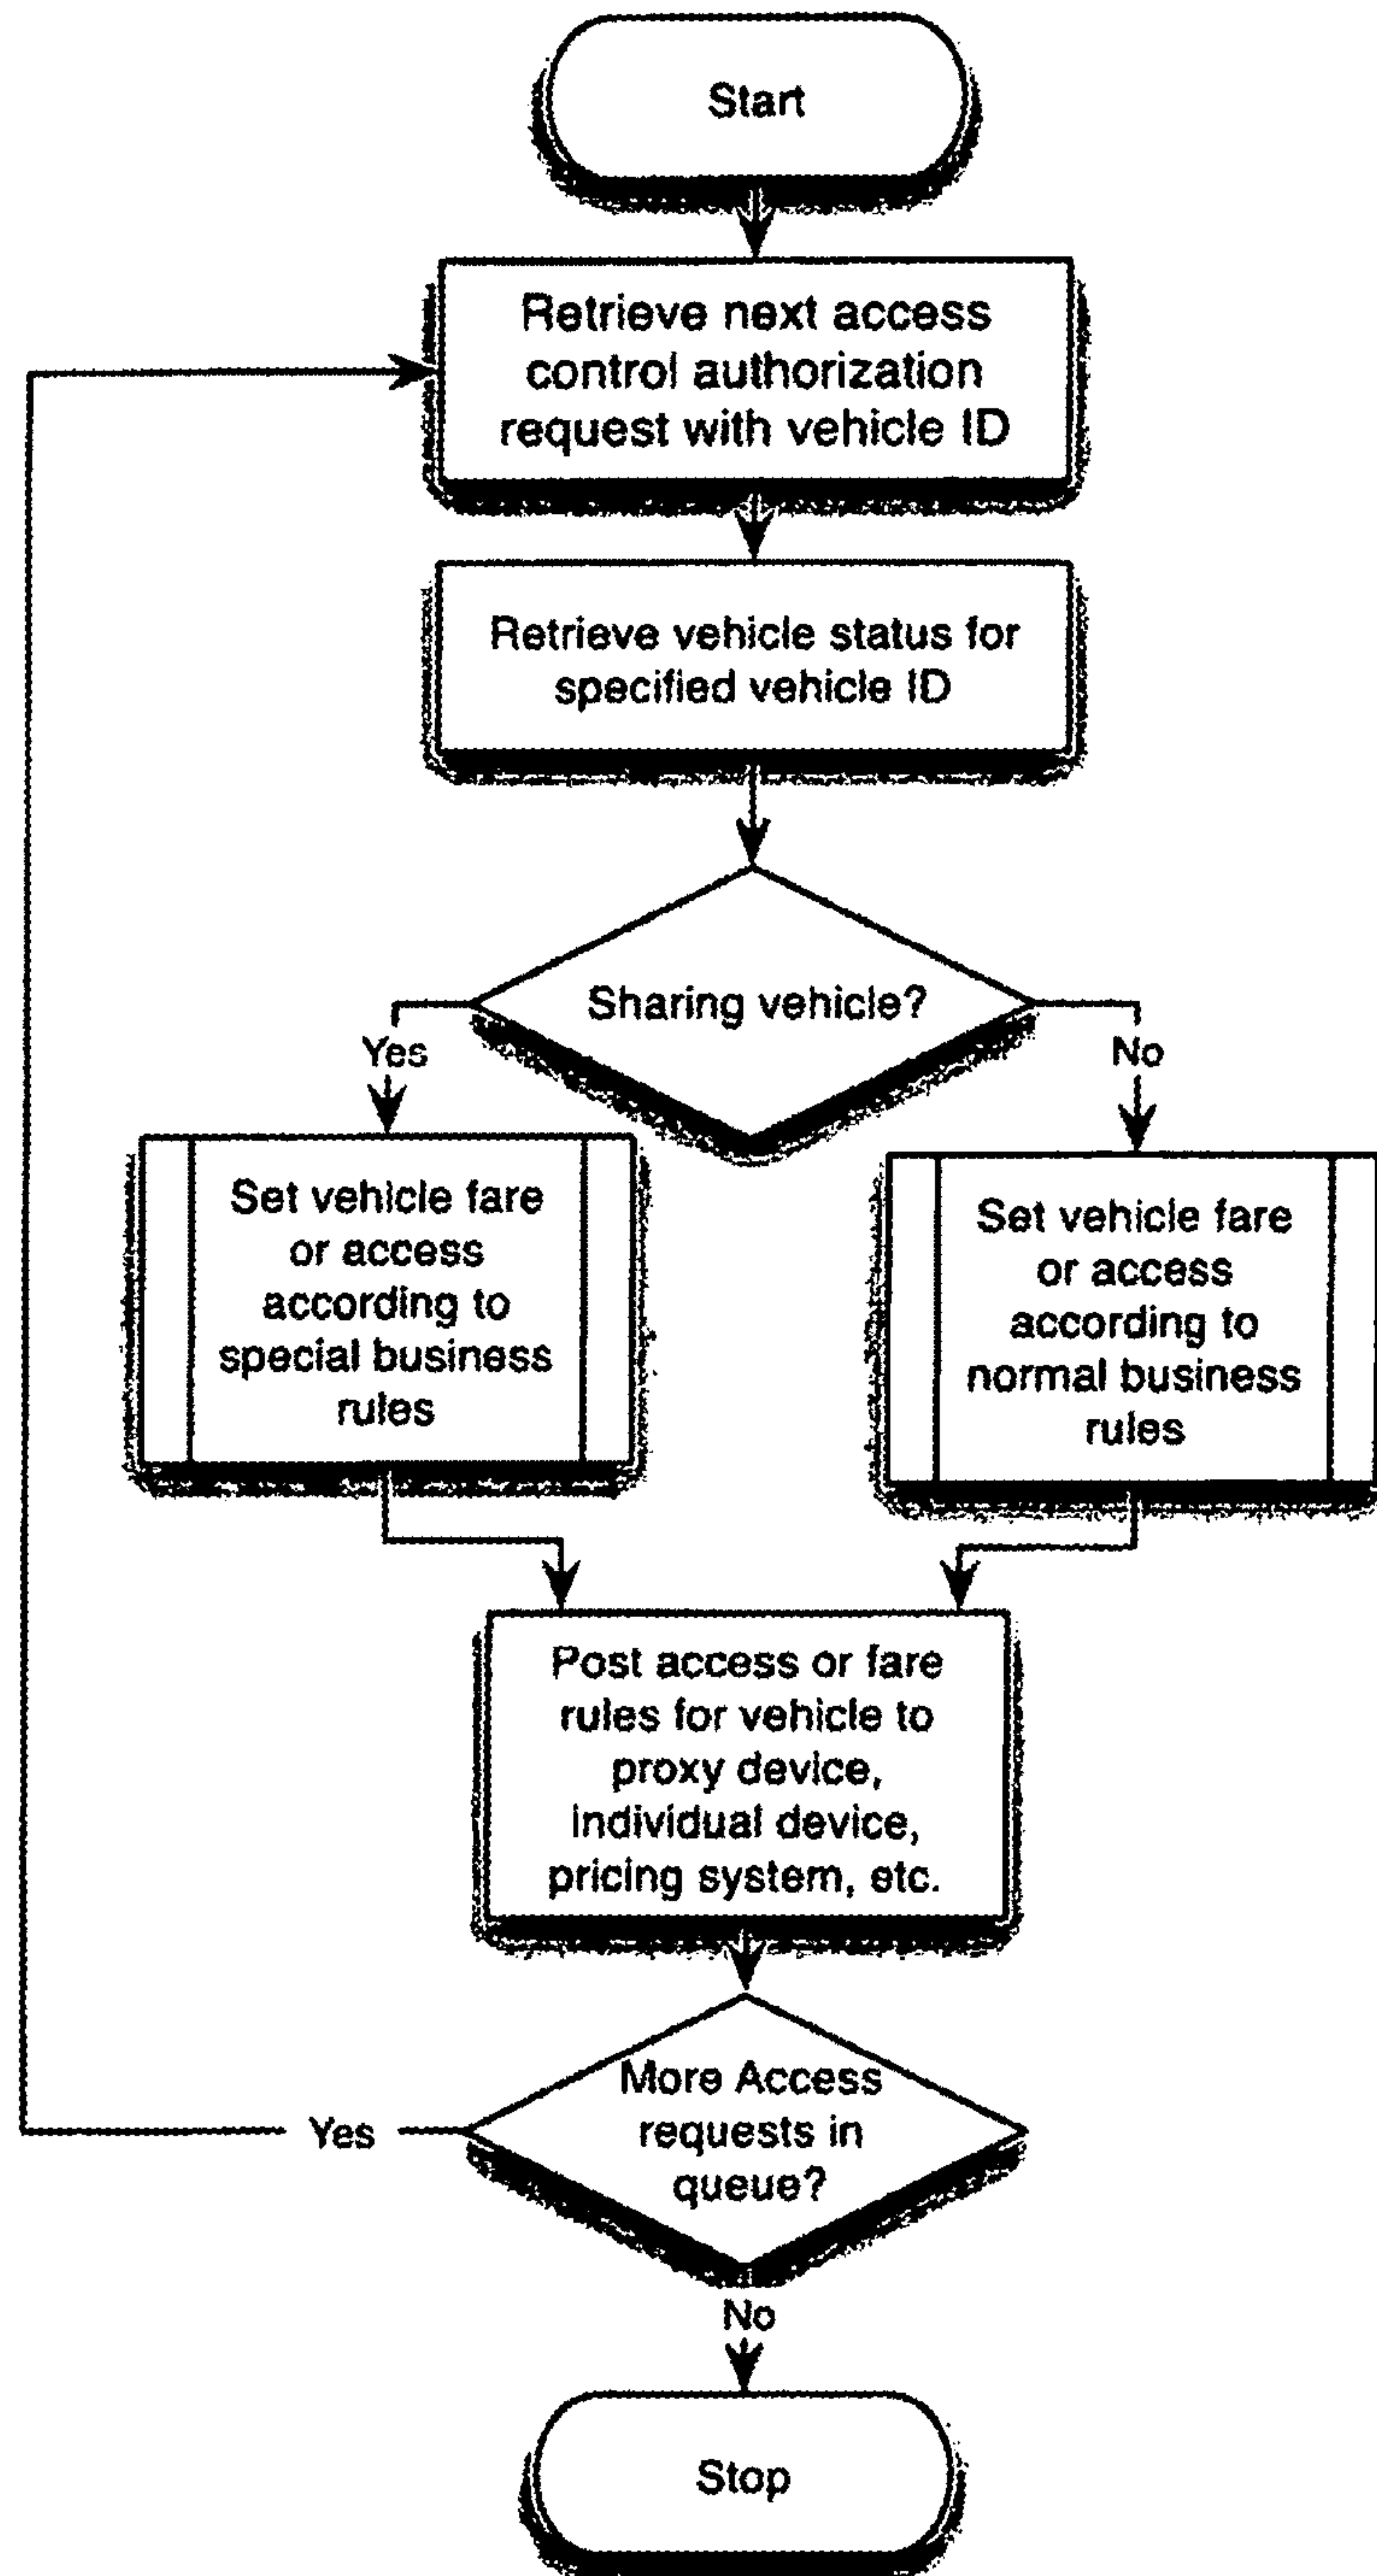 Start
Retrieve next access
control authorization
request with vehicle ID
Retrieve vehicle status for
specified vehicle ID
Sharing vehicle?
Yes
No
Set vehicle fare
or access
according to
special business
rules
Set vehicle fare
or access
according to
normal business
rules
Post access or fare
rules for vehicle to
proxy device,
individual device,
pricing system, etc.
More Access
requests in
queue?
Yes
No
Stop